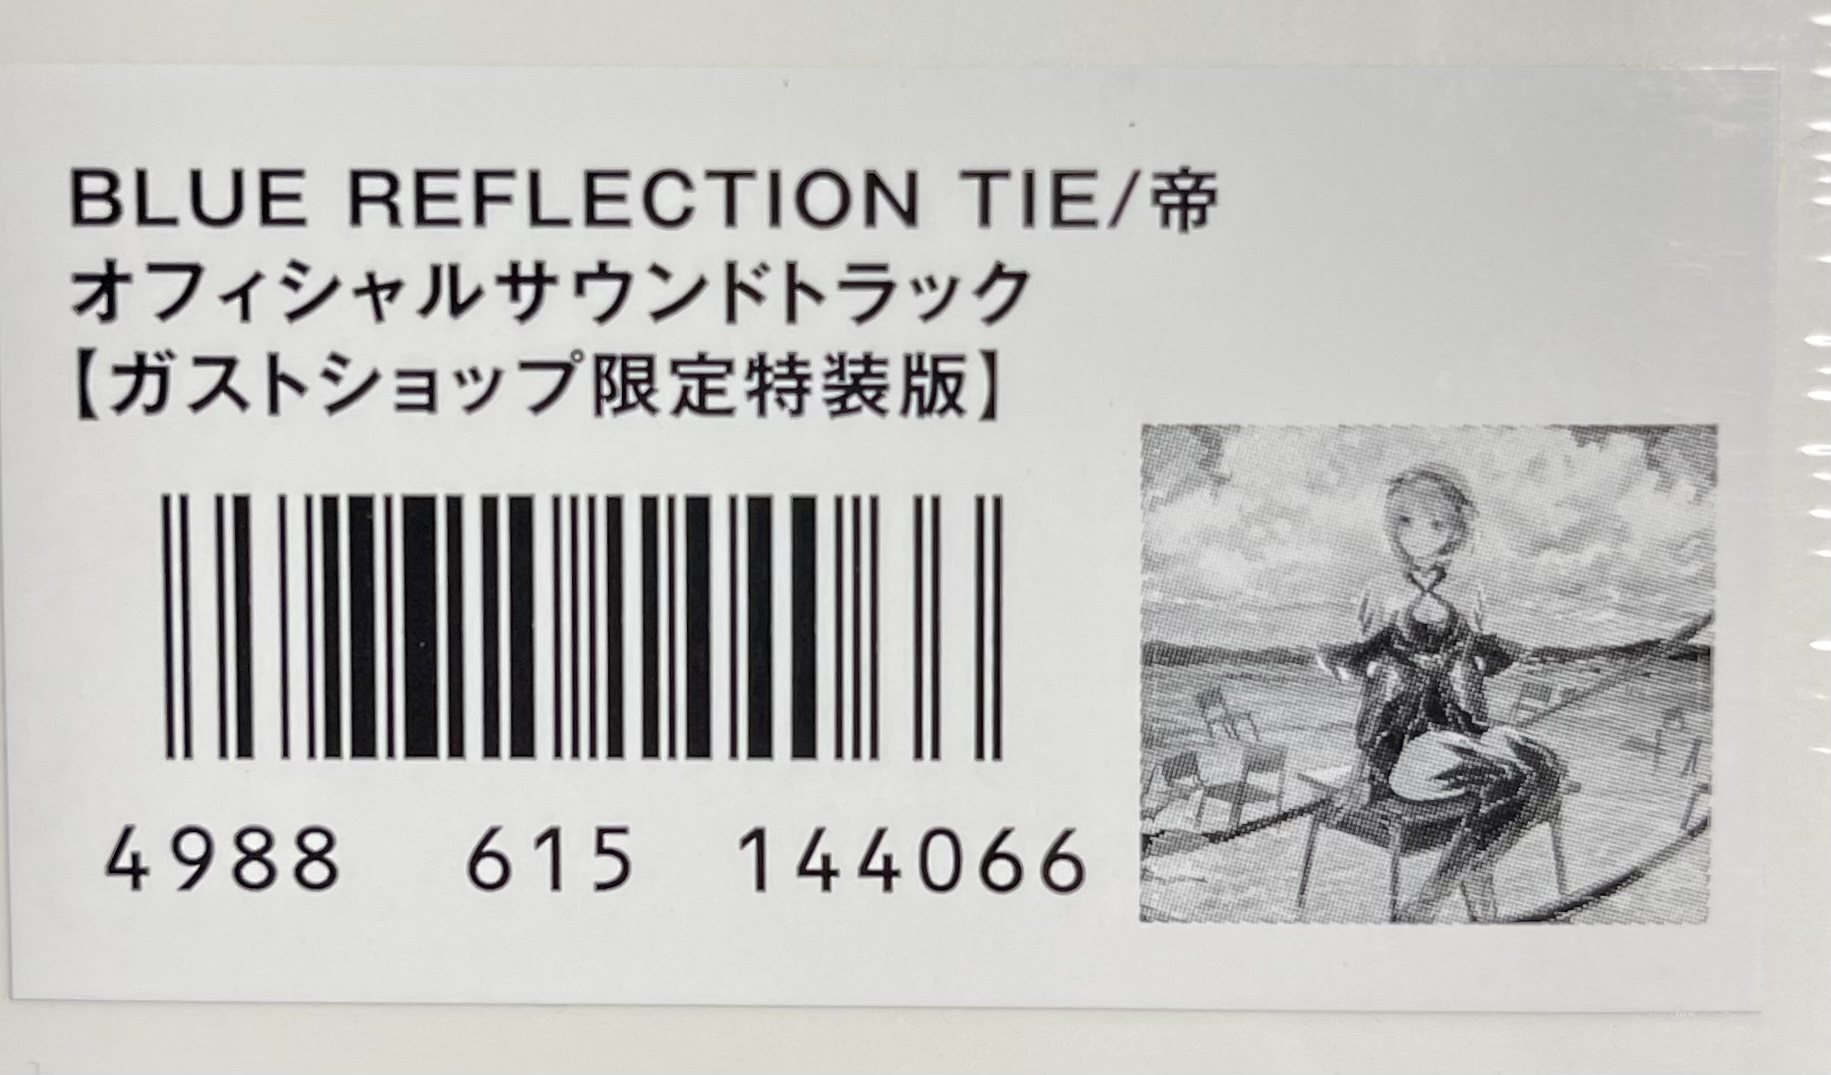 BLUE REFLECTION TIE/帝
オフィシャルサウンドトラック
【ガストショップ限定特装版】
4988 615 144066